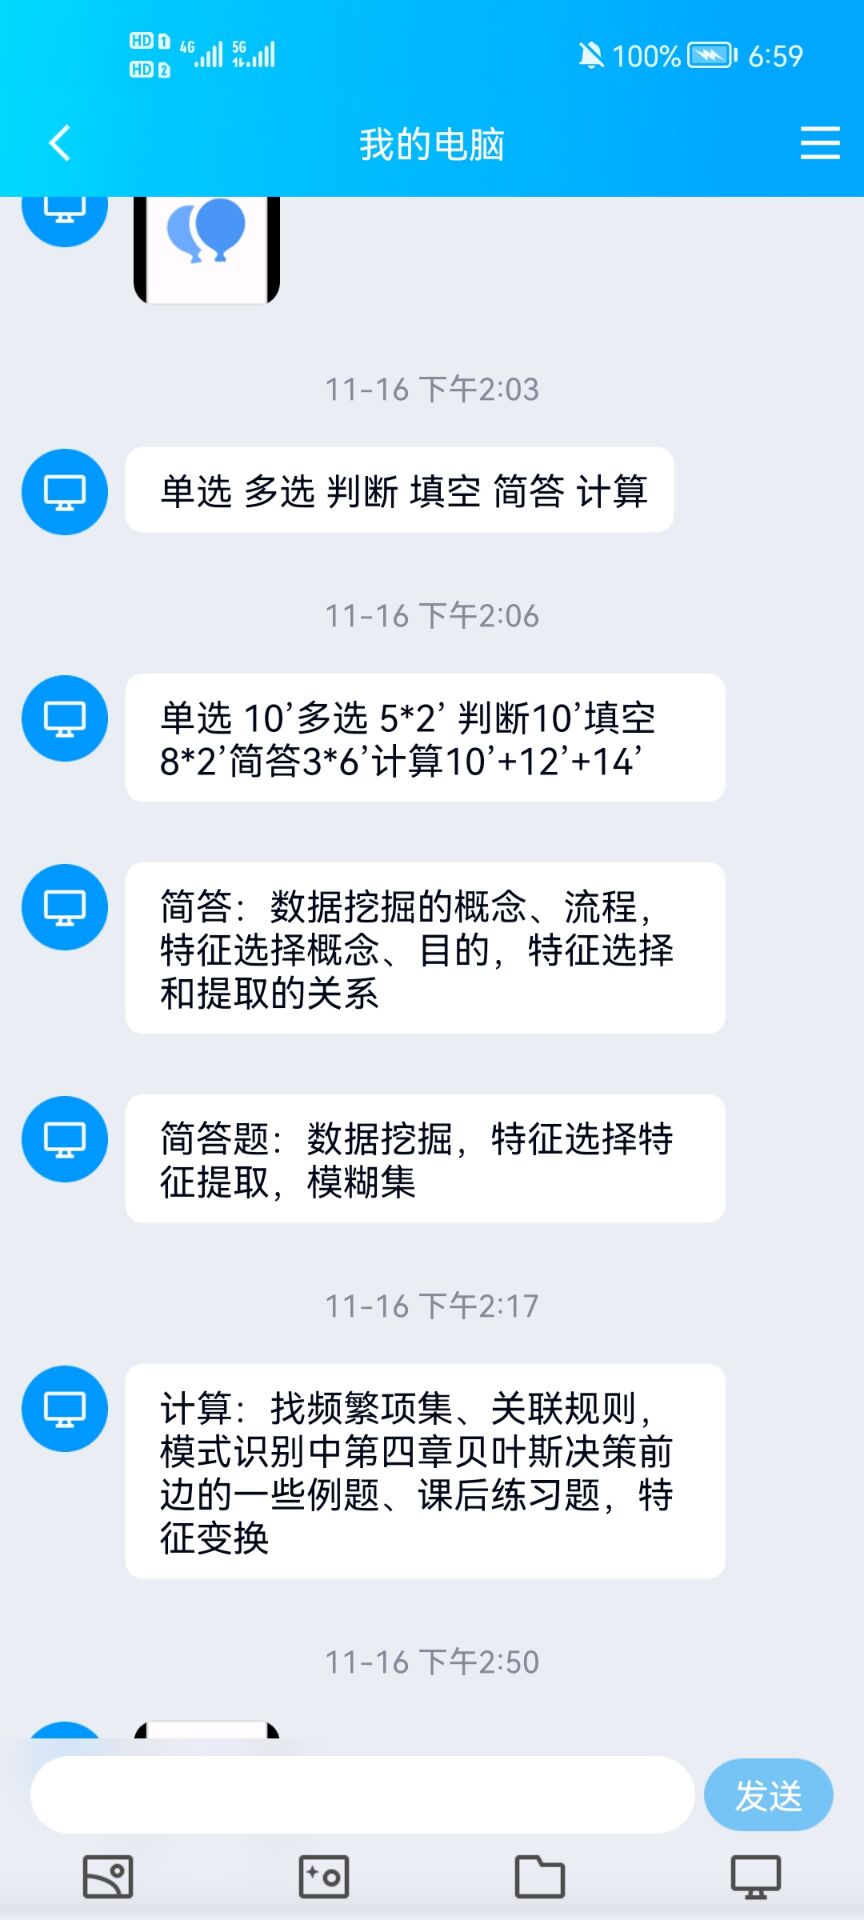 HD 1 4G 5G 100% 6:59
HD 2
我的电脑
11-16 下午2:03
单选 多选 判断 填空 简答 计算
11-16 下午2:06
单选 10’多选 5*2’ 判断10’填空
8*2’简答3*6’计算10’+12’+14’
简答：数据挖掘的概念、流程，
特征选择概念、目的，特征选择
和提取的关系
简答题：数据挖掘，特征选择特
征提取，模糊集
11-16 下午2:17
计算：找频繁项集、关联规则，
模式识别中第四章贝叶斯决策前
边的一些例题、课后练习题，特
征变换
11-16 下午2:50
发送